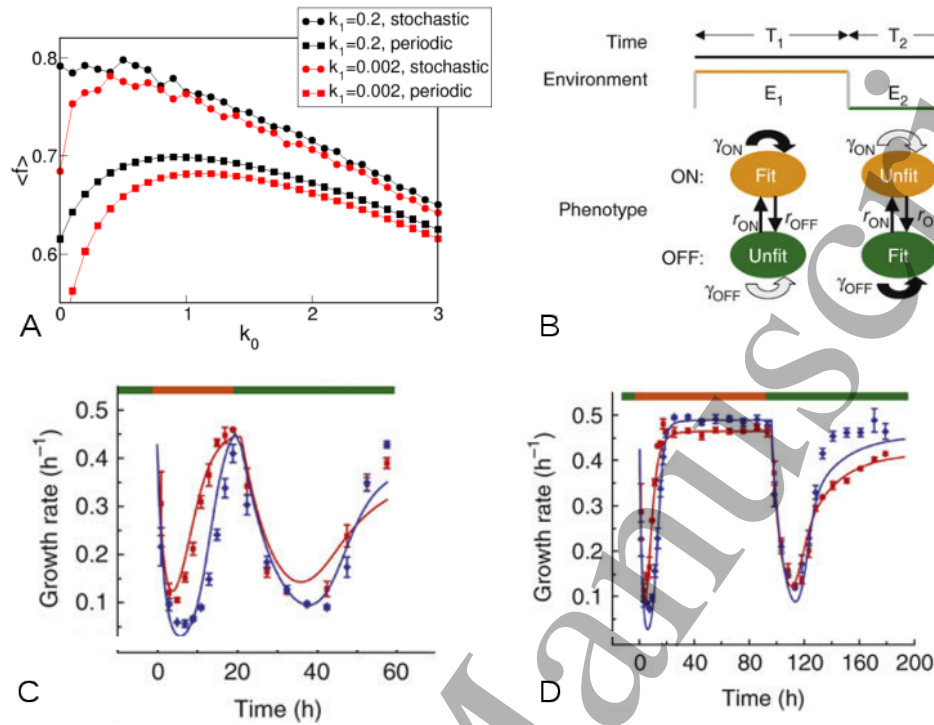 k₁=0.2, stochastic
k₁=0.2, periodic
k₁=0.002, stochastic
k₁=0.002, periodic
0.8
0.7
0.6
<f>
0 1 2 3
k₀
A
Time
T₁ T₂
Environment
E₁ E₂
γON γON
ON: Fit Unfit
Phenotype
rON rOFF rON
OFF: Unfit Fit
γOFF γOFF
B
Growth rate (h⁻¹)
0.5
0.4
0.3
0.2
0.1
0 20 40 60
Time (h)
C
Growth rate (h⁻¹)
0.5
0.4
0.3
0.2
0.1
0 40 80 120 160 200
Time (h)
D
Manuscri